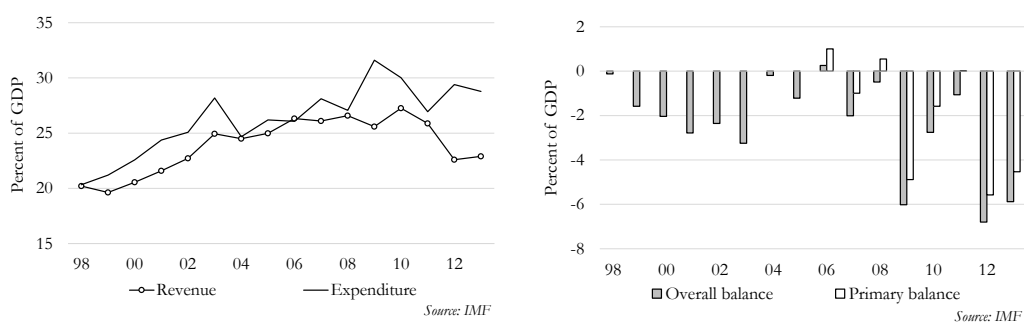 Percent of GDP
35
30
25
20
15
98 00 02 04 06 08 10 12
Revenue Expenditure
Source: IMF
Percent of GDP
2
0
-2
-4
-6
-8
98 00 02 04 06 08 10 12
Overall balance Primary balance
Source: IMF